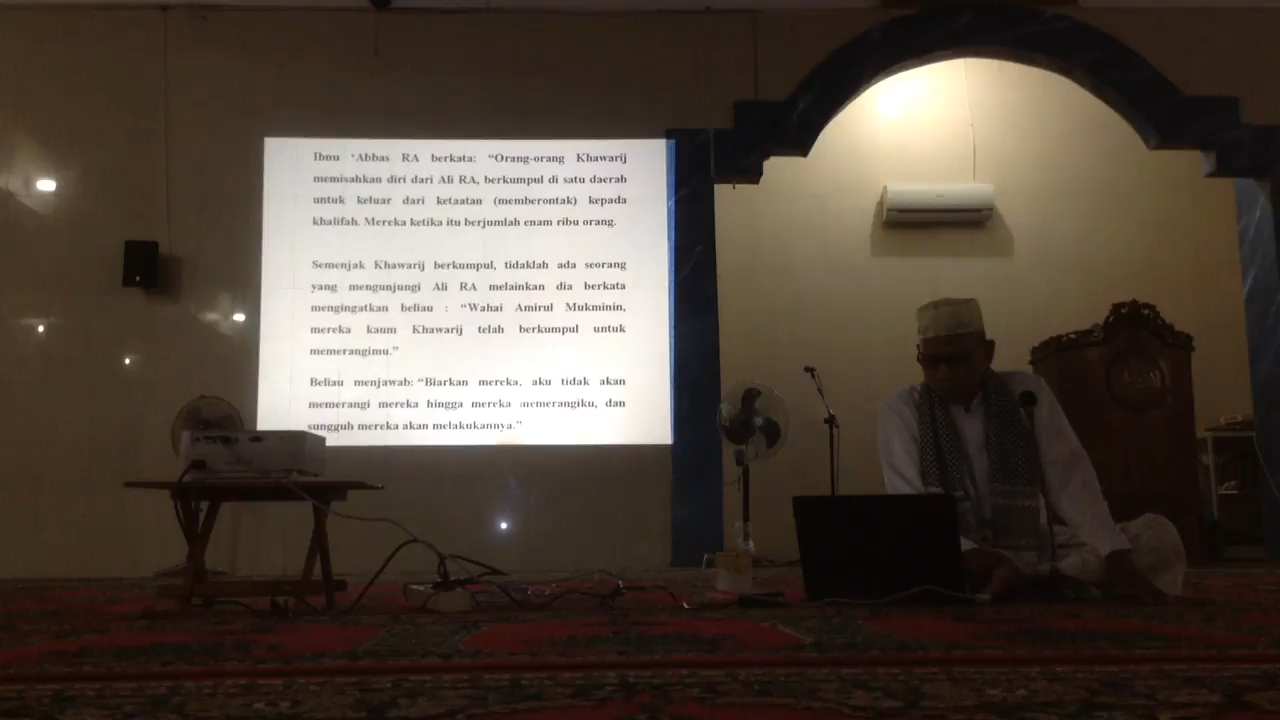 Ibnu ‘Abbas RA berkata: “Orang-orang Khawarij
memisahkan diri dari Ali RA, berkumpul di satu daerah
untuk keluar dari ketaatan (memberontak) kepada
khalifah. Mereka ketika itu berjumlah enam ribu orang.
Semenjak Khawarij berkumpul, tidaklah ada seorang
yang mengunjungi Ali RA melainkan dia berkata
mengingatkan beliau : “Wahai Amirul Mukminin,
mereka kaum Khawarij telah berkumpul untuk
memerangimu.”
Beliau menjawab: “Biarkan mereka, aku tidak akan
memerangi mereka hingga mereka memerangiku, dan
sungguh mereka akan melakukannya.”